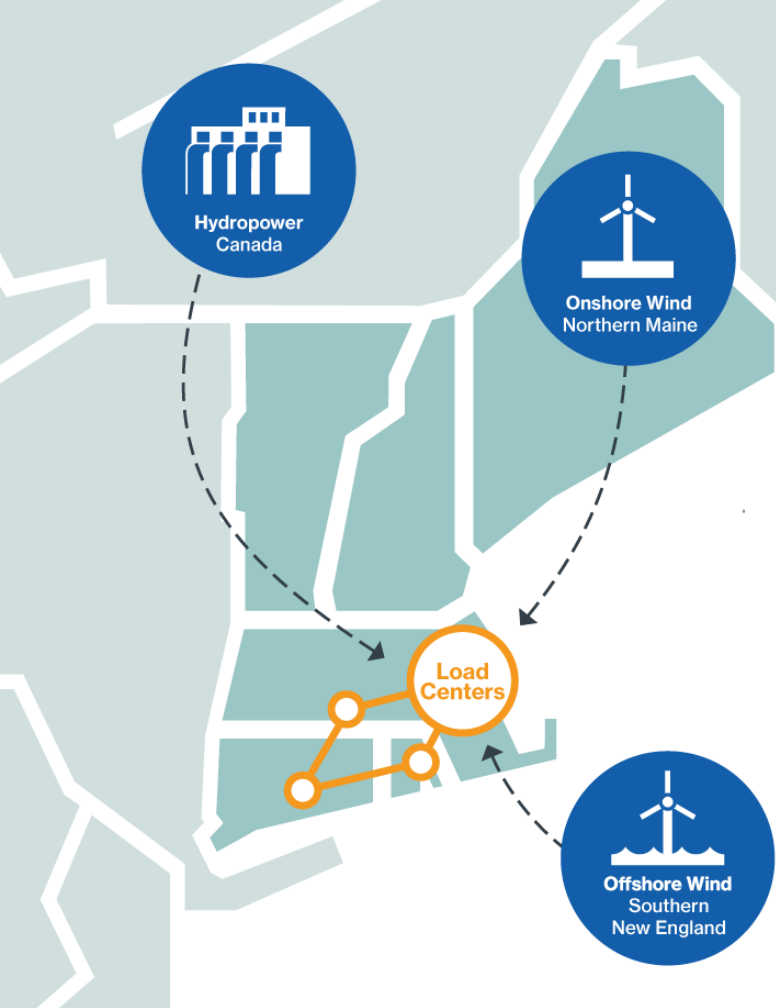 Hydropower
Canada
Onshore Wind
Northern Maine
Load
Centers
Offshore Wind
Southern
New England